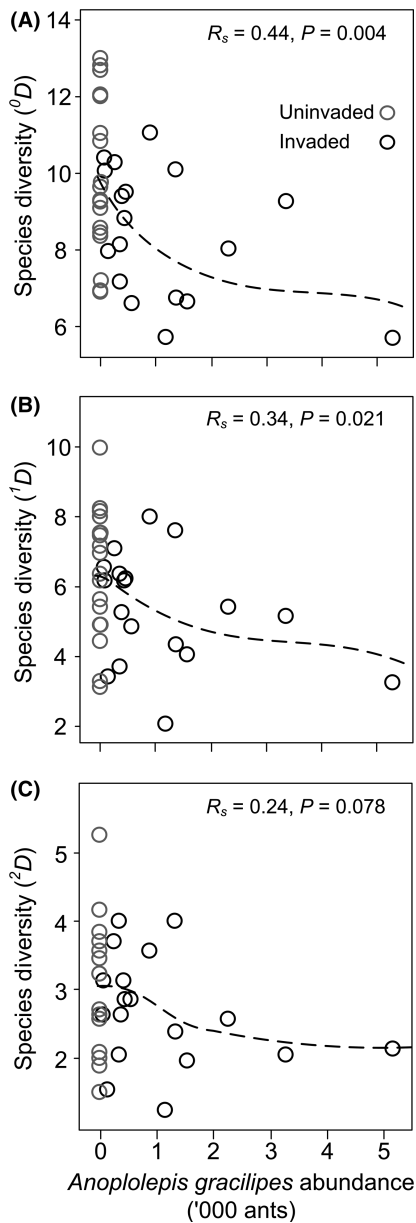 (A)
R_s = 0.44, P = 0.004
14
12
10
8
6
Species diversity (⁰D)
Uninvaded
Invaded
(B)
R_s = 0.34, P = 0.021
10
8
6
4
2
Species diversity (¹D)
(C)
R_s = 0.24, P = 0.078
5
4
3
2
Species diversity (²D)
0 1 2 3 4 5
Anoplolepis gracilipes abundance
('000 ants)